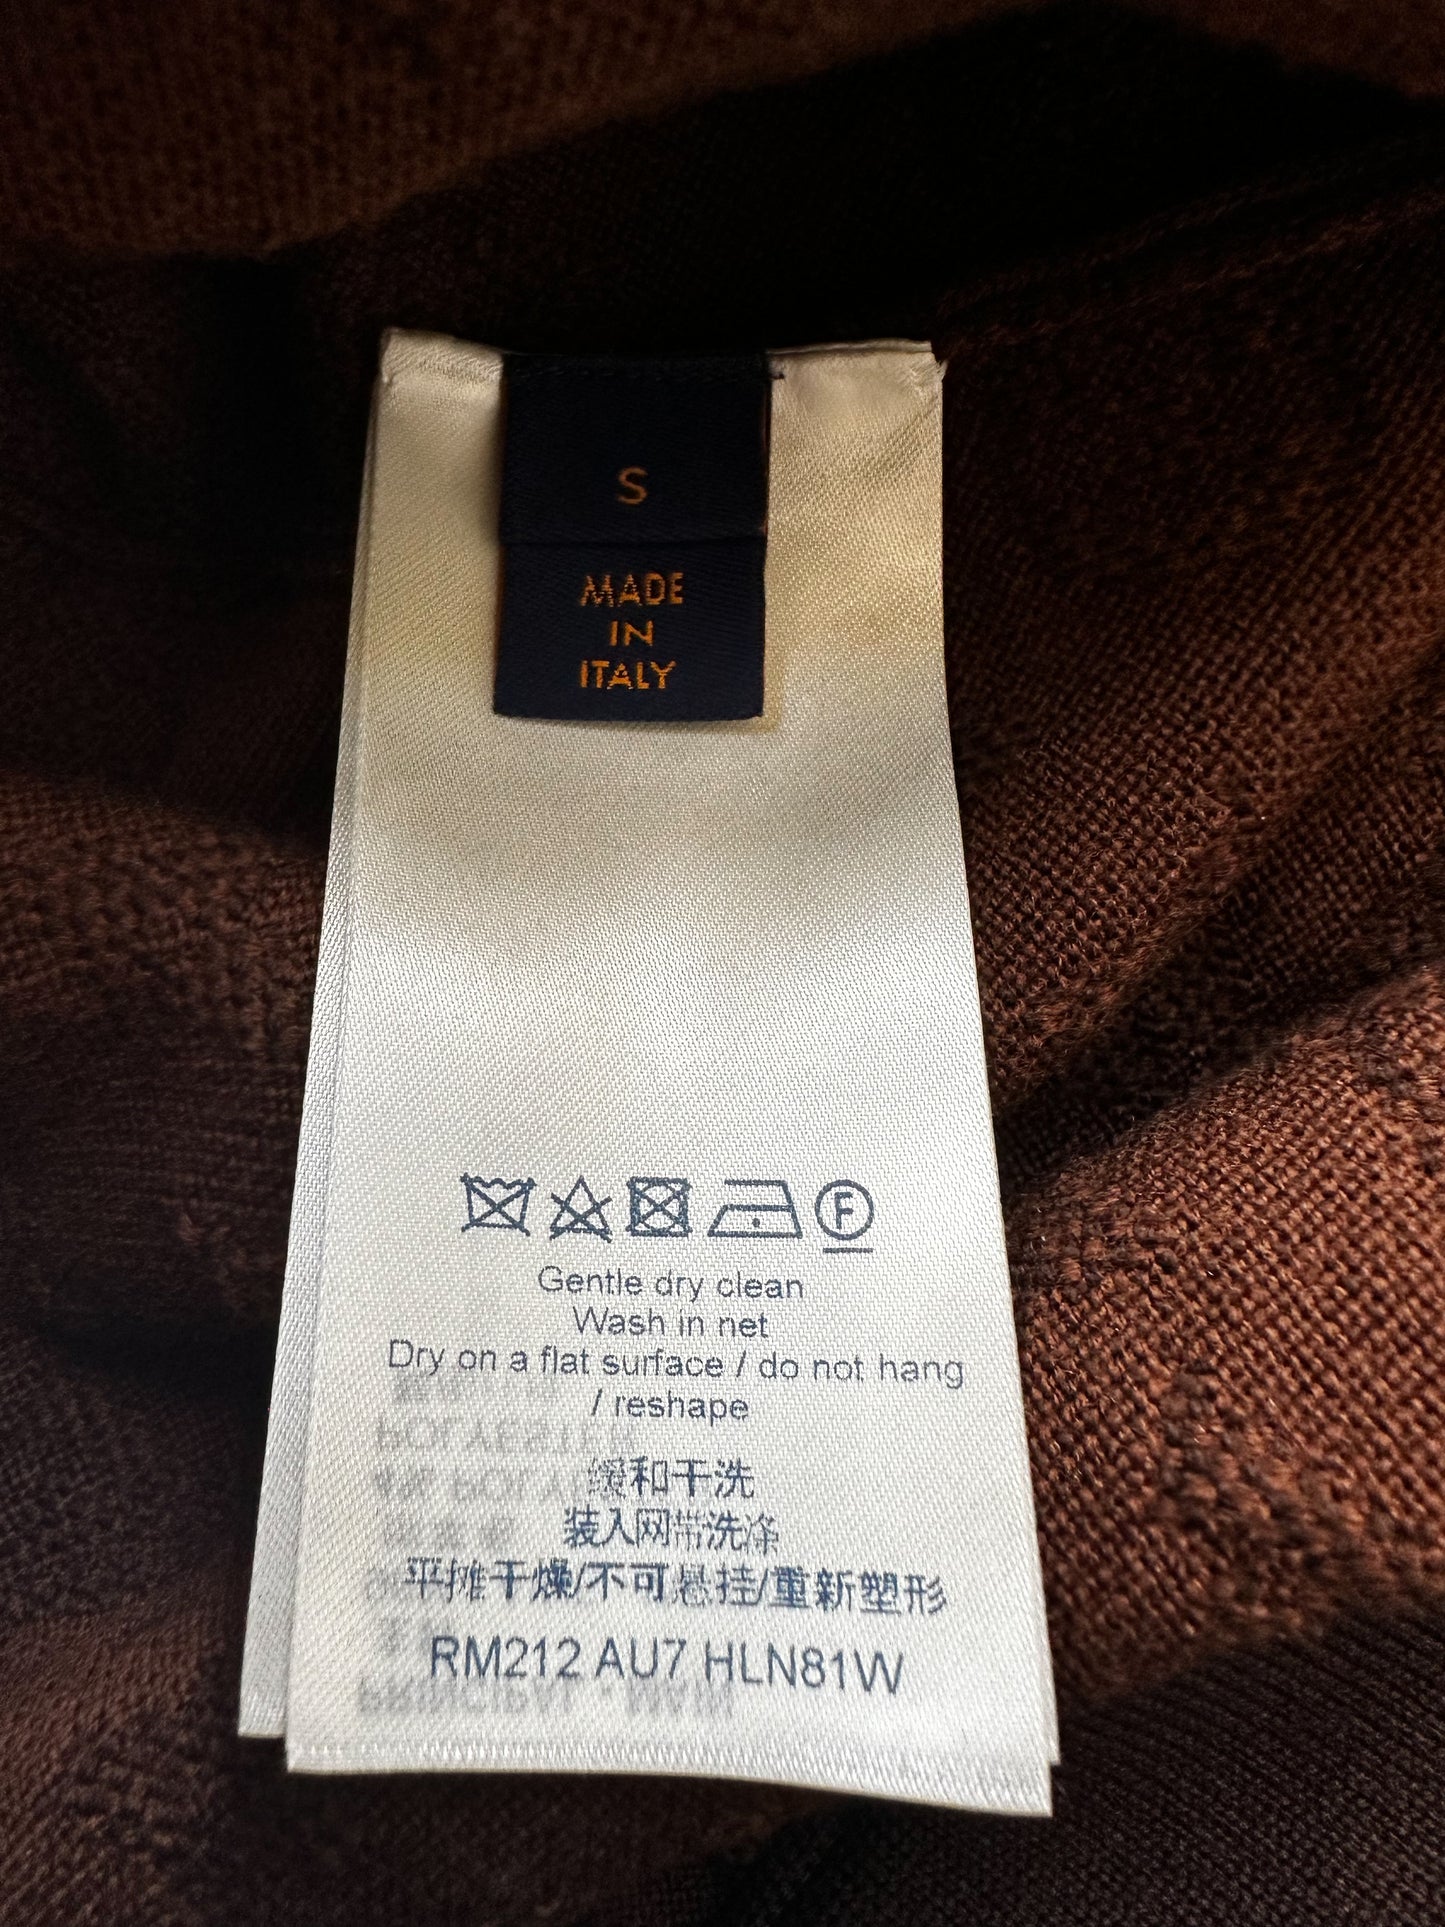 S
MADE
IN
ITALY
F
Gentle dry clean
Wash in net
Dry on a flat surface / do not hang
/ reshape
POLYESTER
缓和干洗
装入网带洗涤
平摊干燥/不可悬挂/重新塑形
RM212 AU7 HLN81W